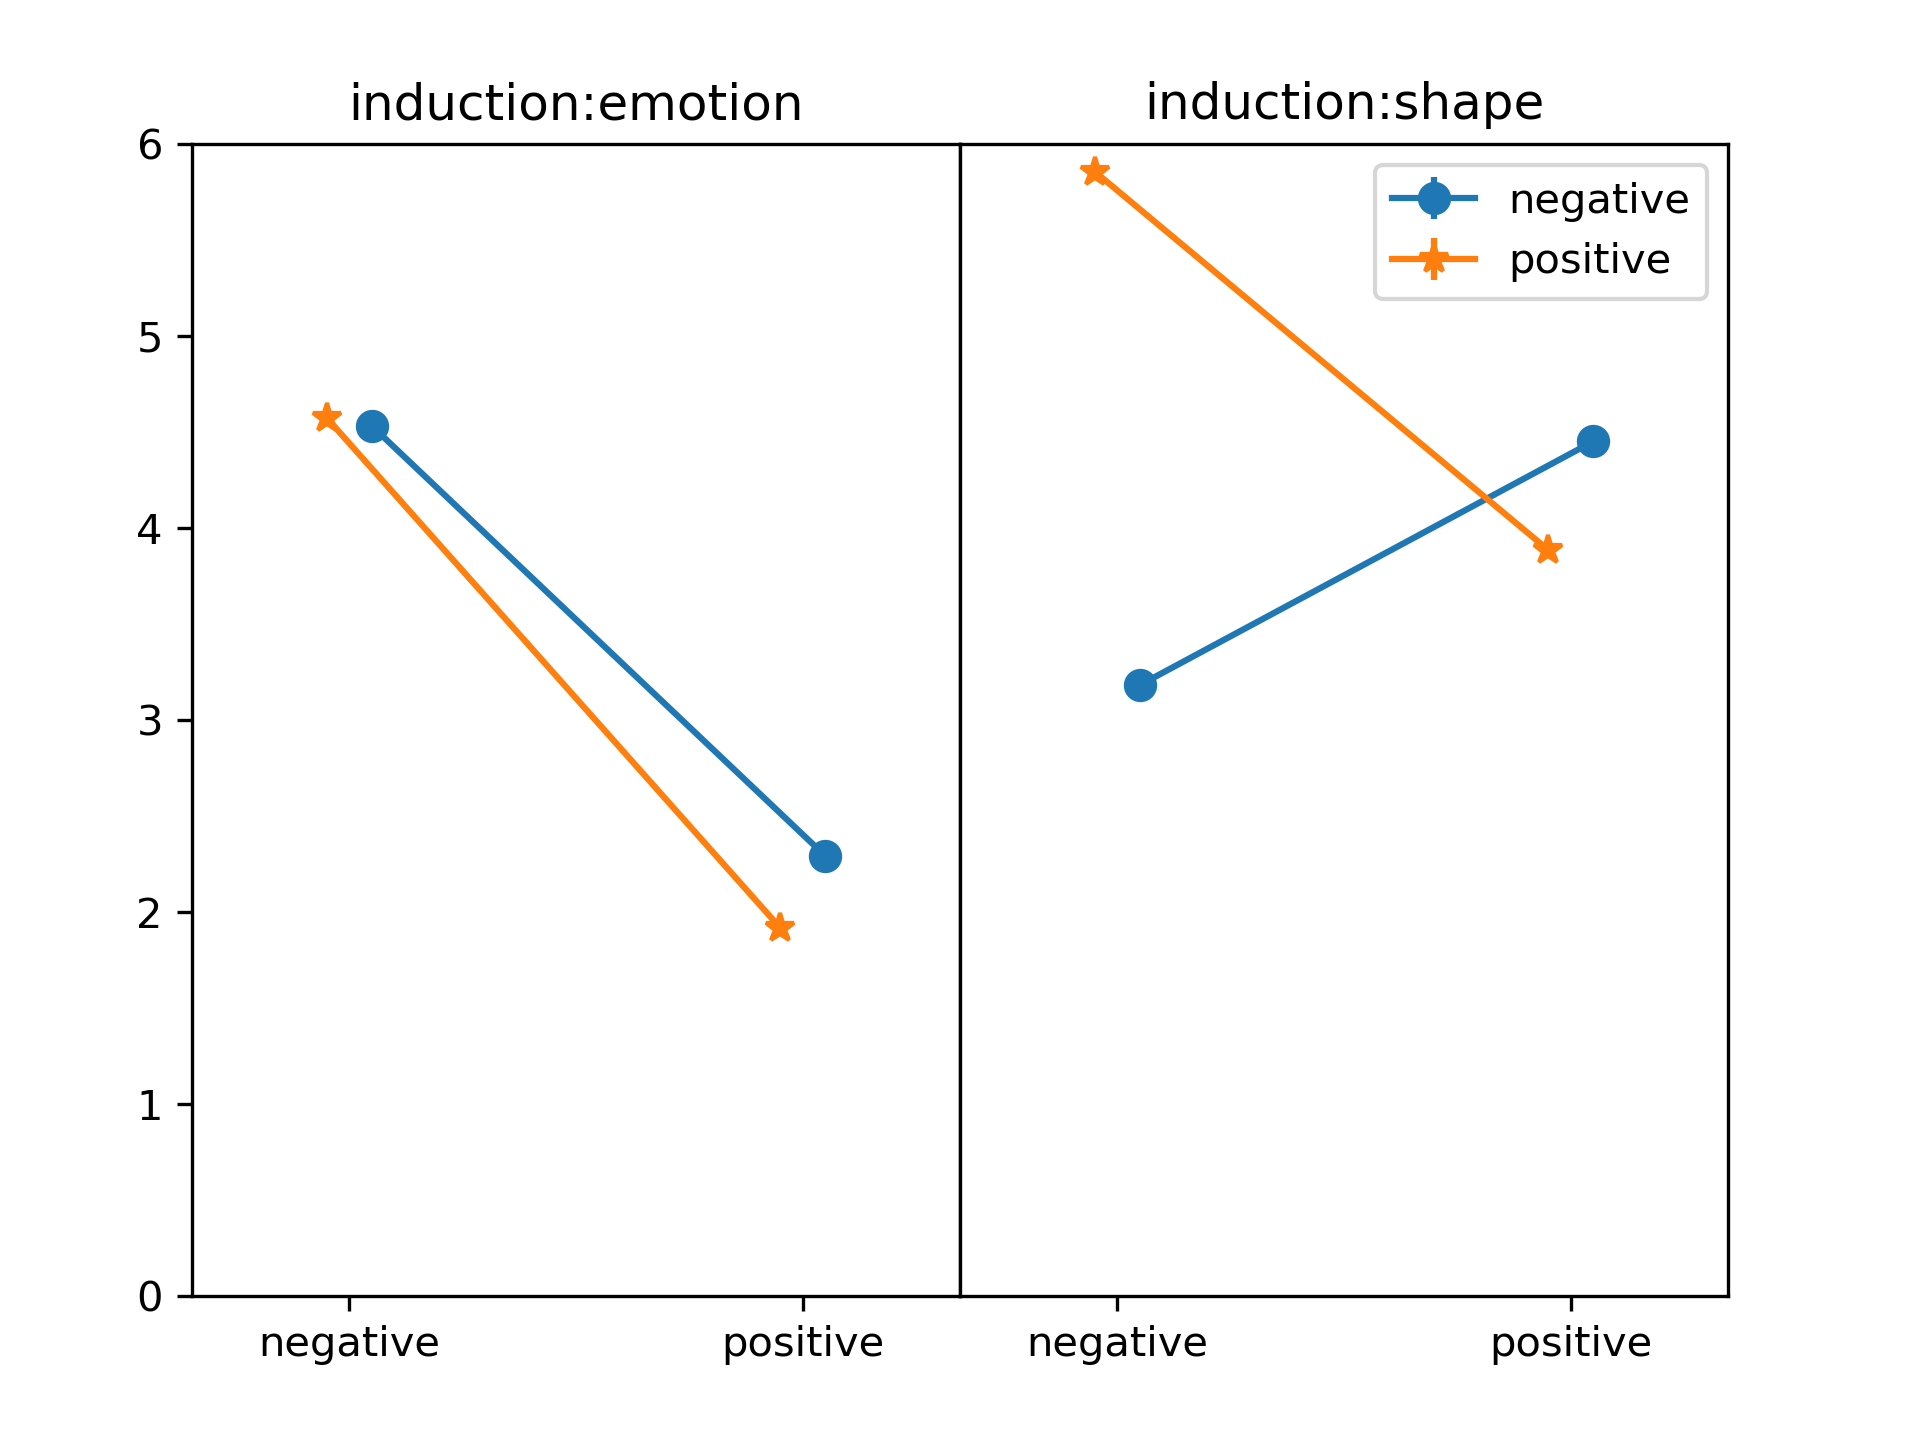 induction:emotion
induction:shape
6
5
4
3
2
1
0
negative
positive
negative
positive
negative
positive